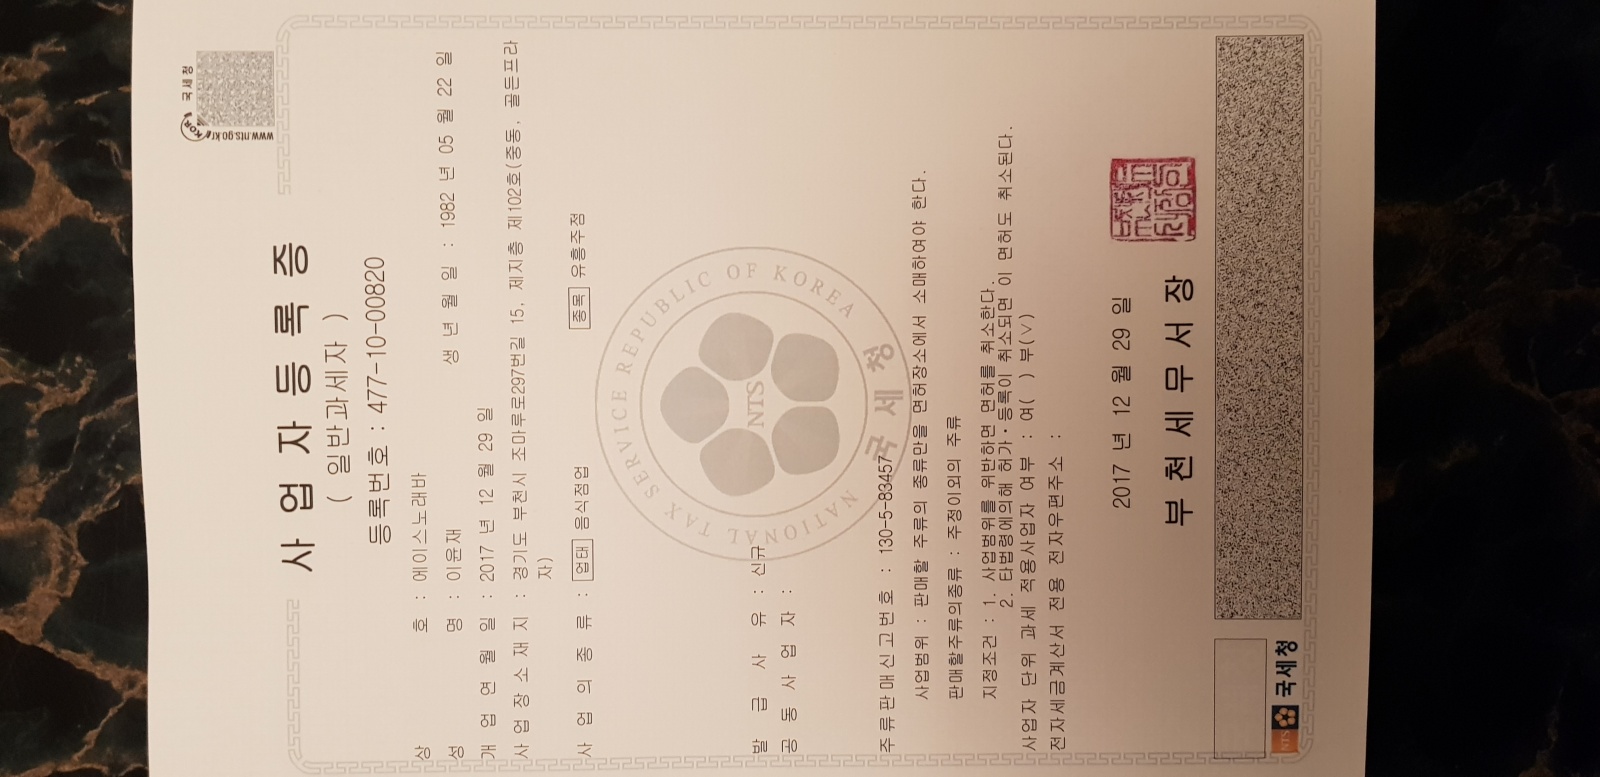 국세청
www.nts.go.kr
사업자등록증
( 일반과세자 )
등록번호 : 477-10-00820
상 호 : 에이스노래바
성 명 : 이윤재 생 년 월 일 : 1982 년 05 월 22 일
개 업 연 월 일 : 2017 년 12 월 29 일
사 업 장 소 재 지 : 경기도 부천시 조마루로297번길 15, 제지층 제102호(중동, 골든프라
자)
사 업 의 종 류 : 업태 음식점업 종목 유흥주점
발 급 사 유 : 신규
공 동 사 업 자 :
주류판매신고번호 : 130-5-83457
사업범위 : 판매할 주류의 종류만을 면허장소에서 소매하여야 한다.
판매할주류의종류 : 주정이외의 주류
지정조건 : 1. 사업범위를 위반하면 면허를 취소한다.
2. 타법령에의해 허가·등록이 취소되면 이 면허도 취소된다.
사업자 단위 과세 적용사업자 여부 : 여( ) 부(∨)
전자세금계산서 전용 전자우편주소 :
2017 년 12 월 29 일
부천세무서장
NTS 국세청
NATIONAL TAX SERVICE REPUBLIC OF KOREA
NTS
국세청